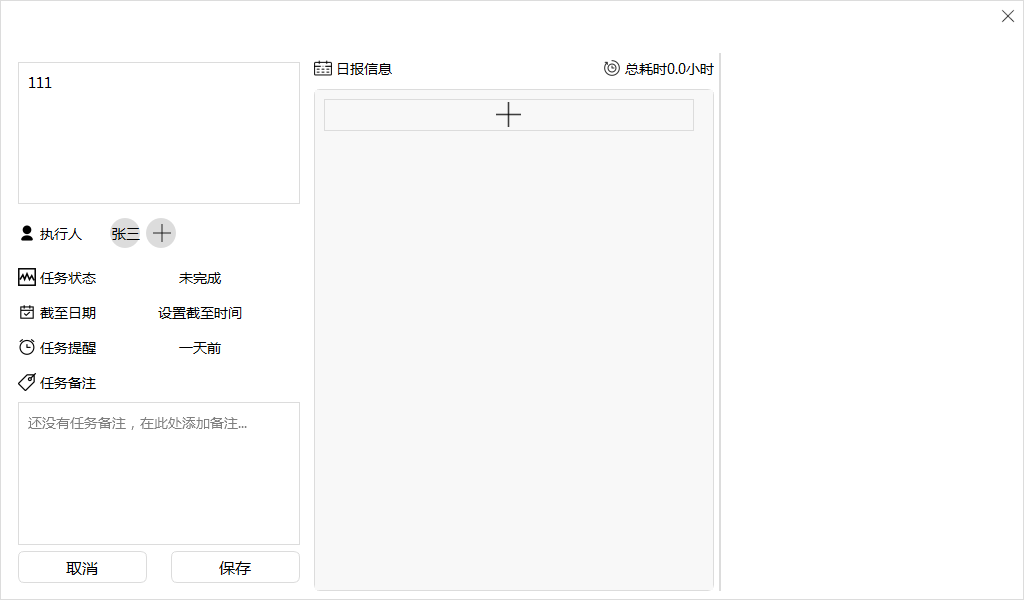 111
执行人
张三
任务状态
未完成
截至日期
设置截至时间
任务提醒
一天前
任务备注
还没有任务备注，在此处添加备注...
取消
保存
日报信息
总耗时0.0小时